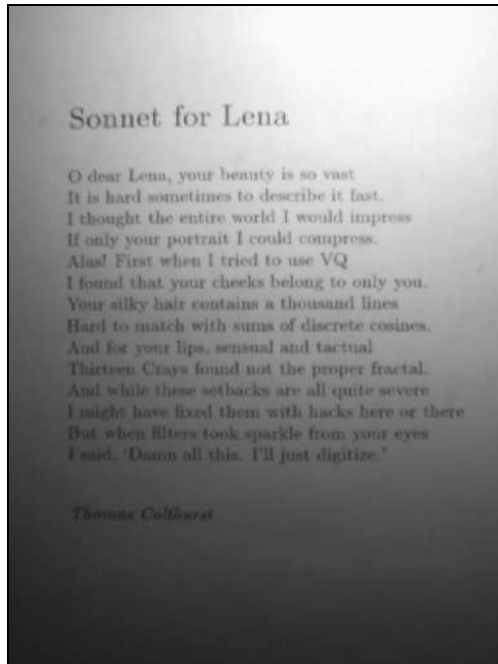 Sonnet for Lena
O dear Lena, your beauty is so vast
It is hard sometimes to describe it fast.
I thought the entire world I would impress
If only your portrait I could compress.
Alas! First when I tried to use VQ
I found that your cheeks belong to only you.
Your silky hair contains a thousand lines
Hard to match with sums of discrete cosines.
And for your lips, sensual and tactual
Thirteen Crays found not the proper fractal.
And while these setbacks are all quite severe
I might have fixed them with hacks here or there
But when filters took sparkle from your eyes
I said, 'Damn all this. I'll just digitize.'
Thomas Colthurst